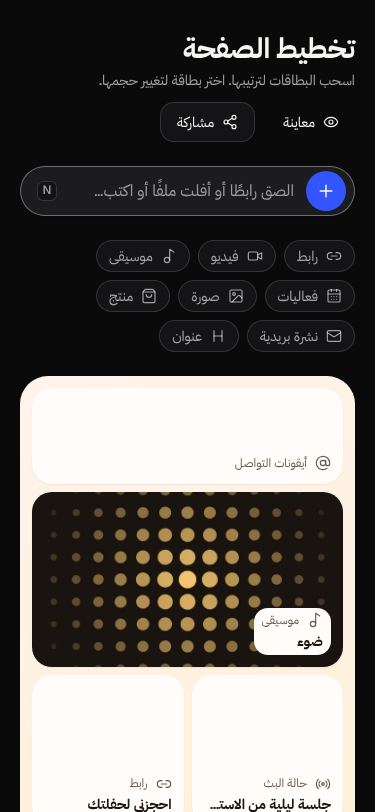 تخطيط الصفحة
اسحب البطاقات لترتيبها. اختر بطاقة لتغيير حجمها.
معاينة
مشاركة
الصق رابطًا أو أفلت ملفًا أو اكتب...
N
رابط
فيديو
موسيقى
فعاليات
صورة
منتج
نشرة بريدية
عنوان
أيقونات التواصل
موسيقى
ضوء
حالة البث
جلسة ليلية من الاست...
رابط
احجزني لحفلتك